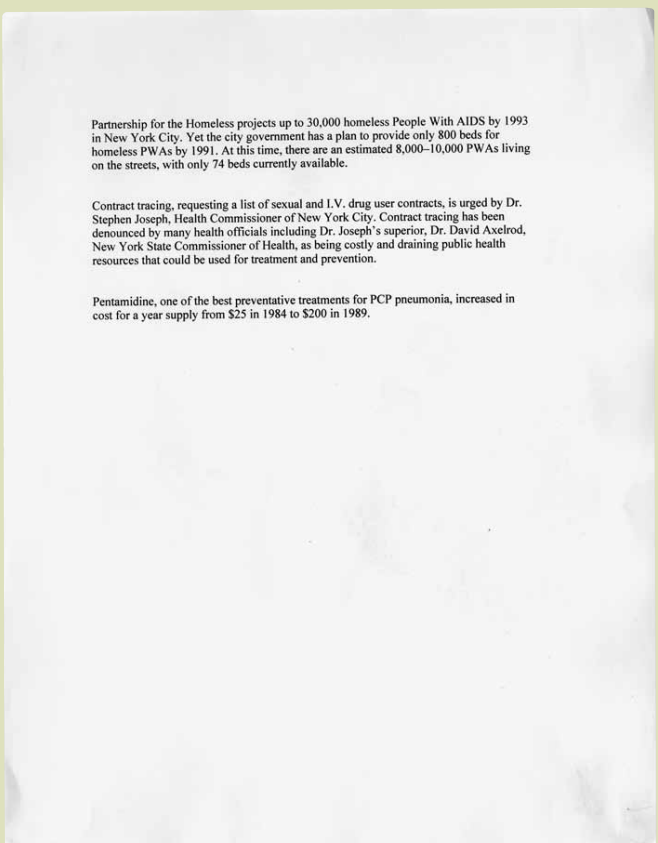 Partnership for the Homeless projects up to 30,000 homeless People With AIDS by 1993
in New York City. Yet the city government has a plan to provide only 800 beds for
homeless PWAs by 1991. At this time, there are an estimated 8,000–10,000 PWAs living
on the streets, with only 74 beds currently available.
Contract tracing, requesting a list of sexual and I.V. drug user contracts, is urged by Dr.
Stephen Joseph, Health Commissioner of New York City. Contract tracing has been
denounced by many health officials including Dr. Joseph's superior, Dr. David Axelrod,
New York State Commissioner of Health, as being costly and draining public health
resources that could be used for treatment and prevention.
Pentamidine, one of the best preventative treatments for PCP pneumonia, increased in
cost for a year supply from $25 in 1984 to $200 in 1989.